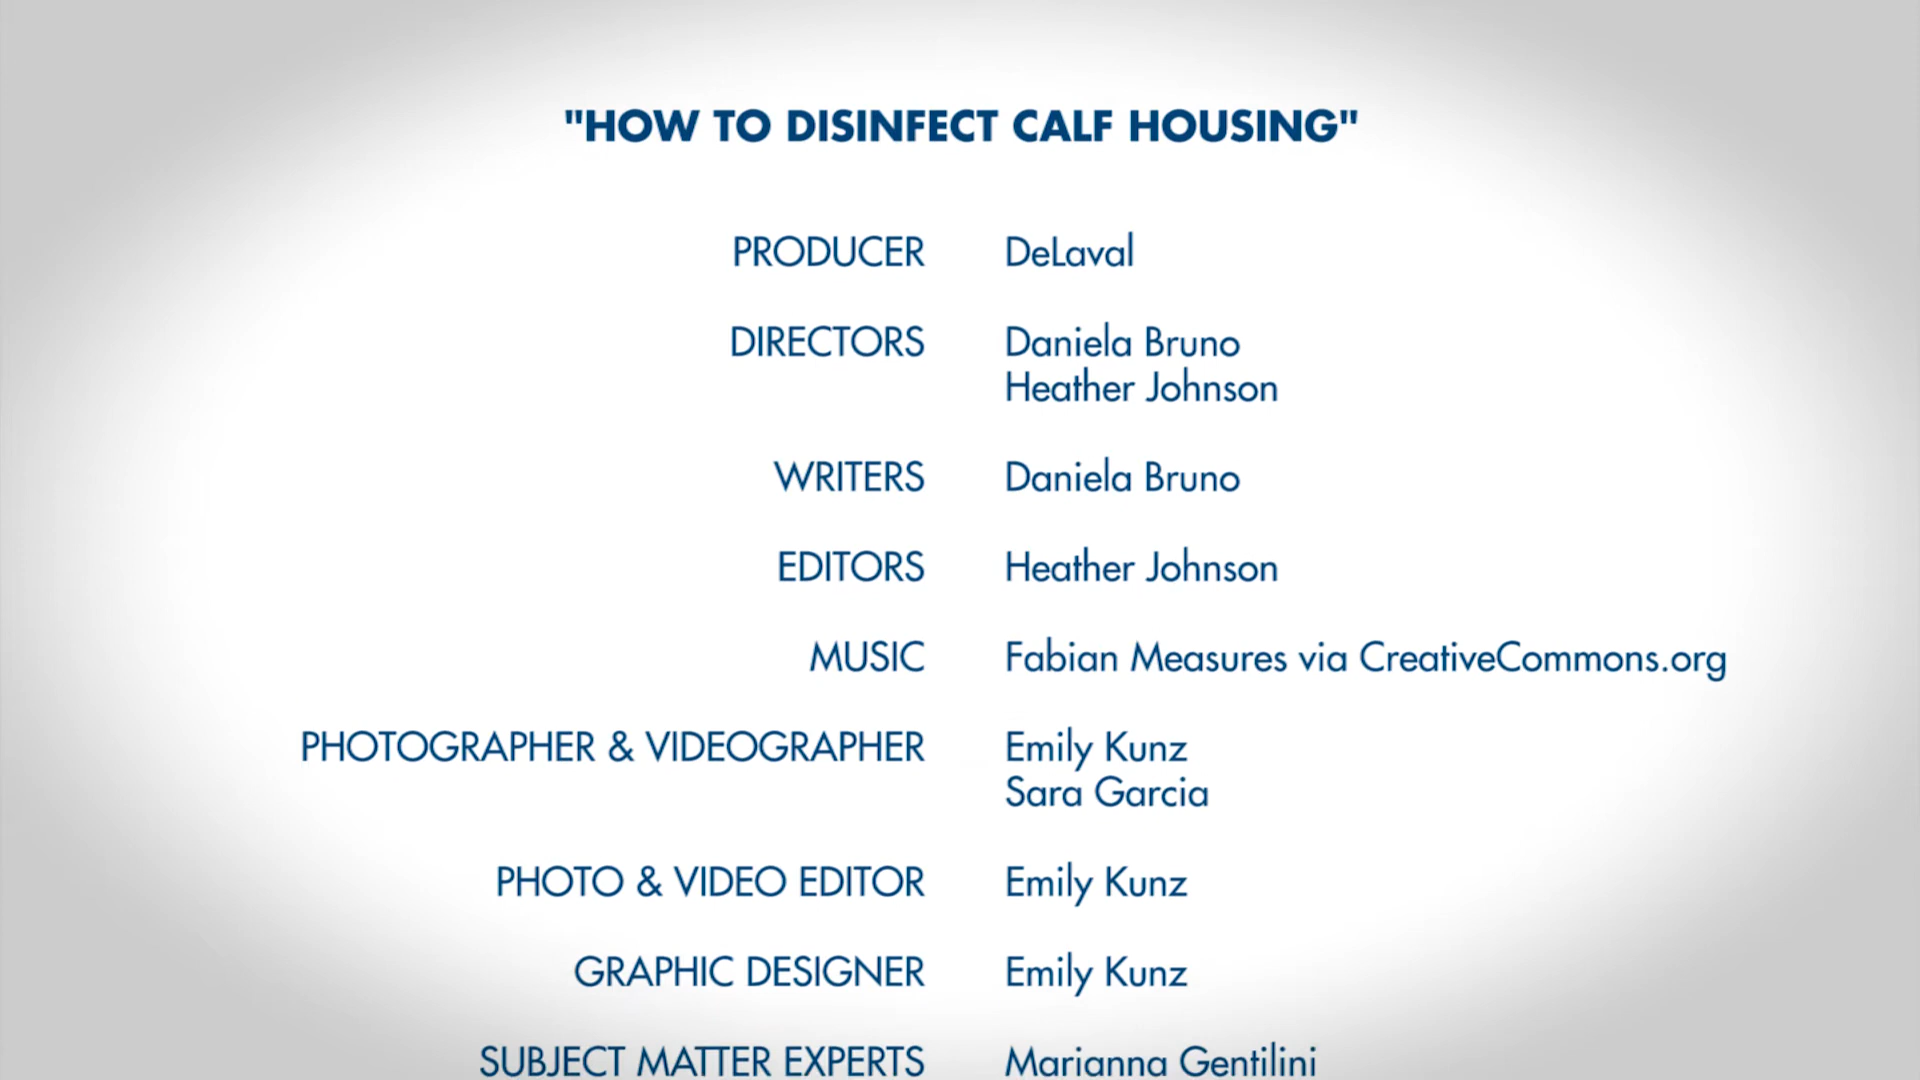 "HOW TO DISINFECT CALF HOUSING"
PRODUCER DeLaval
DIRECTORS Daniela Bruno
Heather Johnson
WRITERS Daniela Bruno
EDITORS Heather Johnson
MUSIC Fabian Measures via CreativeCommons.org
PHOTOGRAPHER & VIDEOGRAPHER Emily Kunz
Sara Garcia
PHOTO & VIDEO EDITOR Emily Kunz
GRAPHIC DESIGNER Emily Kunz
SUBJECT MATTER EXPERTS Marianna Gentilini